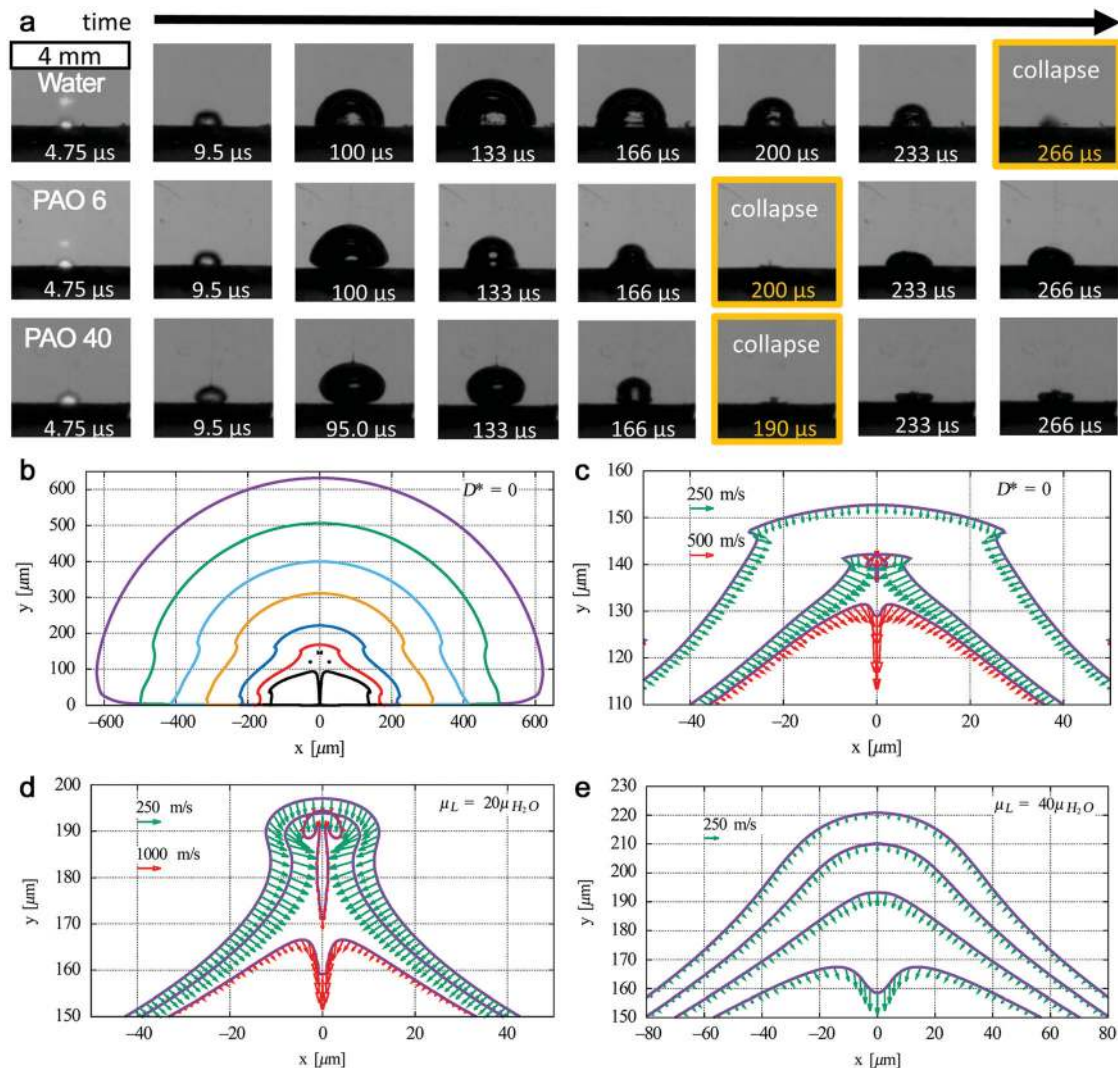 a time
4 mm
Water
collapse
4.75 µs 9.5 µs 100 µs 133 µs 166 µs 200 µs 233 µs 266 µs
PAO 6
collapse
4.75 µs 9.5 µs 100 µs 133 µs 166 µs 200 µs 233 µs 266 µs
PAO 40
collapse
4.75 µs 9.5 µs 95.0 µs 133 µs 166 µs 190 µs 233 µs 266 µs
b
D* = 0
600
500
400
300
200
100
0
y [µm]
−600 −400 −200 0 200 400 600
x [µm]
c
250 m/s
500 m/s
D* = 0
160
150
140
130
120
110
y [µm]
−40 −20 0 20 40
x [µm]
d
250 m/s
1000 m/s
μL = 20μH2O
200
190
180
170
160
150
y [µm]
−40 −20 0 20 40
x [µm]
e
250 m/s
μL = 40μH2O
230
220
210
200
190
180
170
160
150
y [µm]
−80 −60 −40 −20 0 20 40 60 80
x [µm]